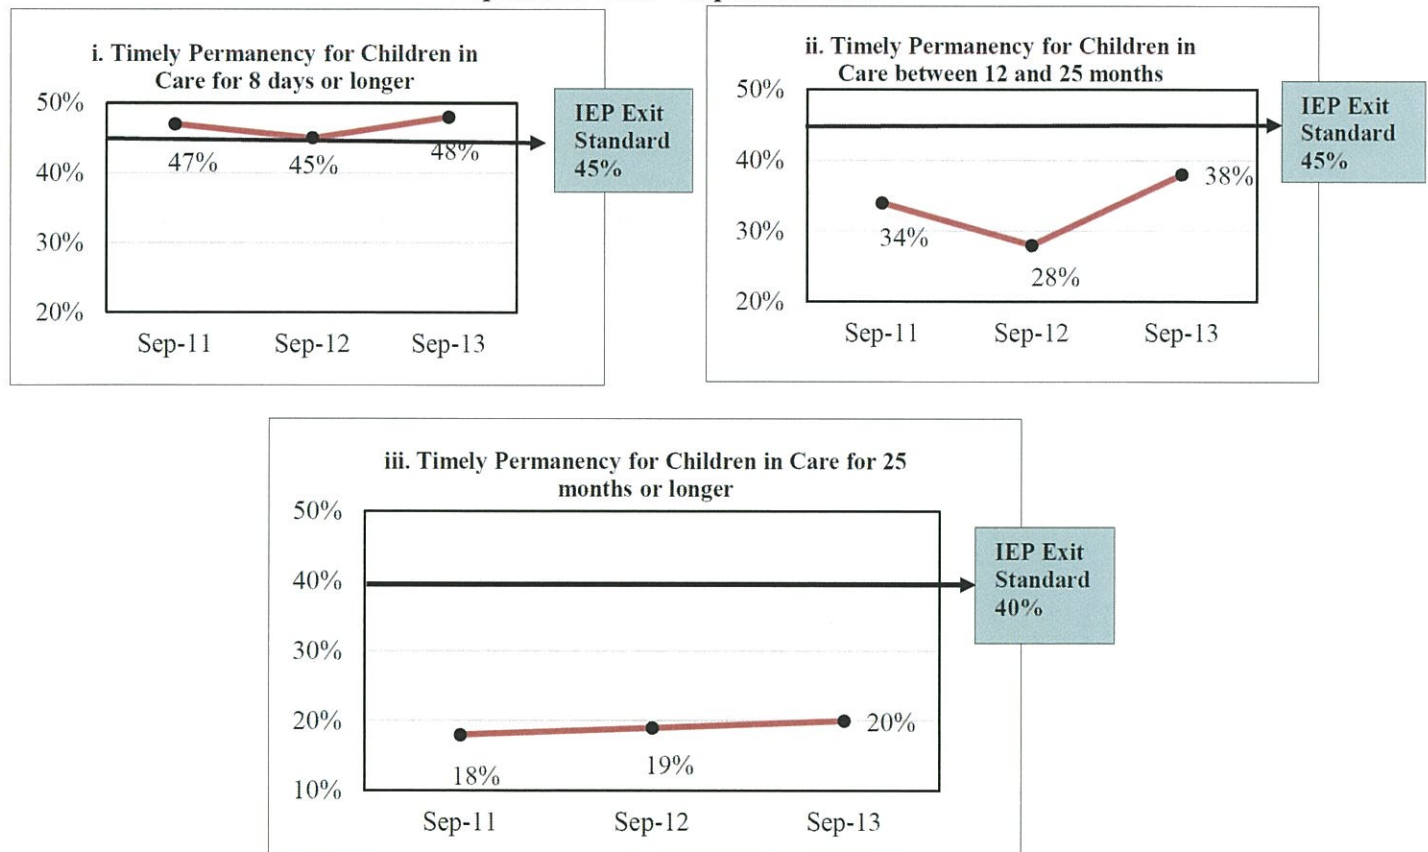 i. Timely Permanency for Children in
Care for 8 days or longer
50%
40%
30%
20%
47%
45%
48%
Sep-11 Sep-12 Sep-13
IEP Exit
Standard
45%
ii. Timely Permanency for Children in
Care between 12 and 25 months
50%
40%
30%
20%
34%
28%
38%
Sep-11 Sep-12 Sep-13
IEP Exit
Standard
45%
iii. Timely Permanency for Children in Care for 25
months or longer
50%
40%
30%
20%
10%
18%
19%
20%
Sep-11 Sep-12 Sep-13
IEP Exit
Standard
40%